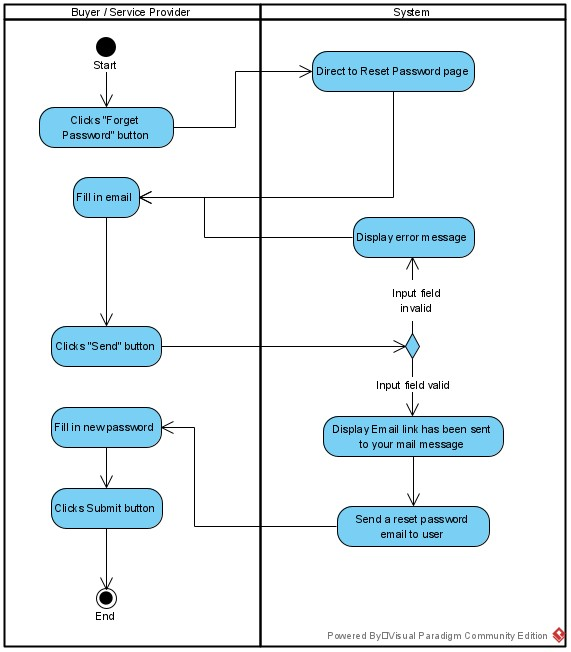 Buyer / Service Provider
System
Start
Direct to Reset Password page
Clicks "Forget
Password" button
Fill in email
Display error message
Input field
invalid
Clicks "Send" button
Input field valid
Fill in new password
Display Email link has been sent
to your mail message
Clicks Submit button
Send a reset password
email to user
End
Powered By□Visual Paradigm Community Edition